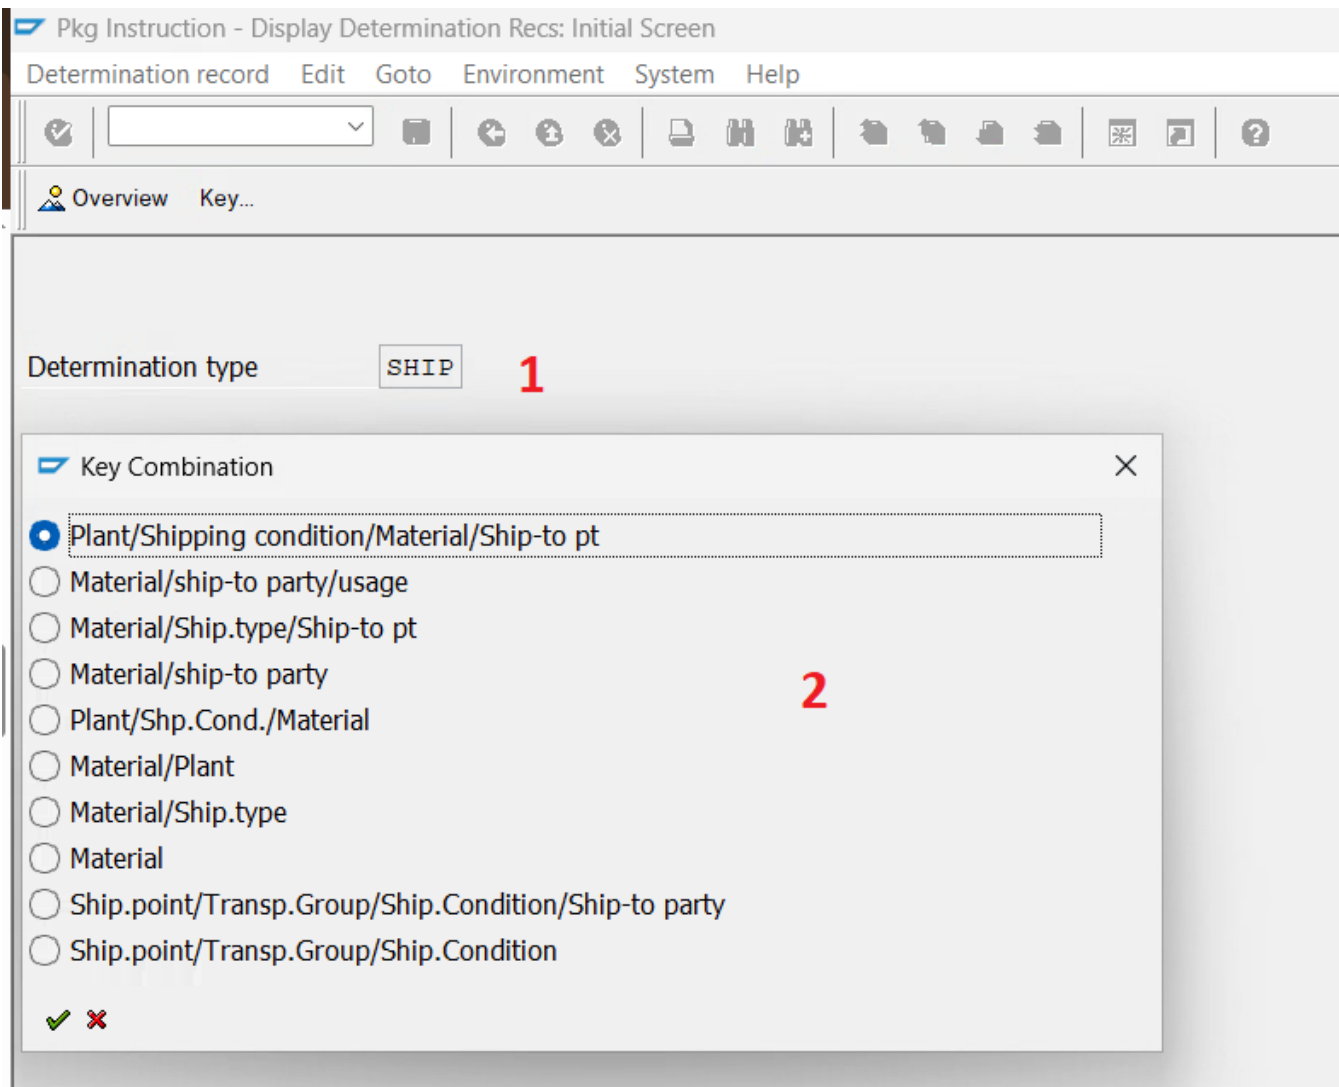 Pkg Instruction - Display Determination Recs: Initial Screen
Determination record Edit Goto Environment System Help
Overview Key...
Determination type SHIP 1
Key Combination
Plant/Shipping condition/Material/Ship-to pt
Material/ship-to party/usage
Material/Ship.type/Ship-to pt
Material/ship-to party
2
Plant/Shp.Cond./Material
Material/Plant
Material/Ship.type
Material
Ship.point/Transp.Group/Ship.Condition/Ship-to party
Ship.point/Transp.Group/Ship.Condition